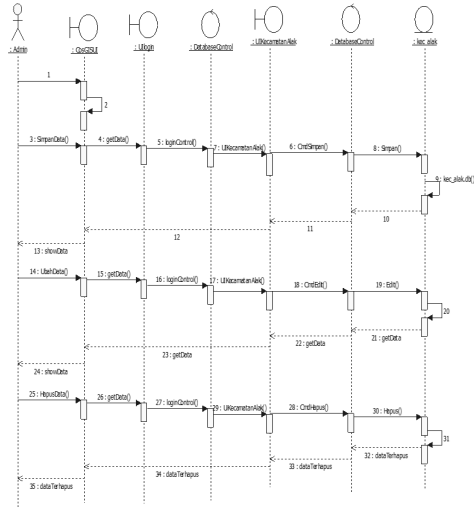 : Admin
: CbsGISUI
: UIlogin
: DatabaseControl
: UIKecamatanAlak
: DatabaseControl
: kec_alak
1
2
3 : SimpanData()
4 : getData()
5 : loginControl()
7 : UIKecamatanAlak()
6 : CmdSimpan()
8 : Simpan()
9 : kec_alak.db()
10
11
12
13 : showData
14 : UbahData()
15 : getData()
16 : loginControl()
17 : UIKecamatanAlak()
18 : CmdEdit()
19 : Edit()
20
21 : getData
22 : getData
23 : getData
24 : showData
25 : HapusData()
26 : getData()
27 : loginControl()
29 : UIKecamatanAlak()
28 : CmdHapus()
30 : Hapus()
31
32 : dataTerhapus
33 : dataTerhapus
34 : dataTerhapus
35 : dataTerhapus